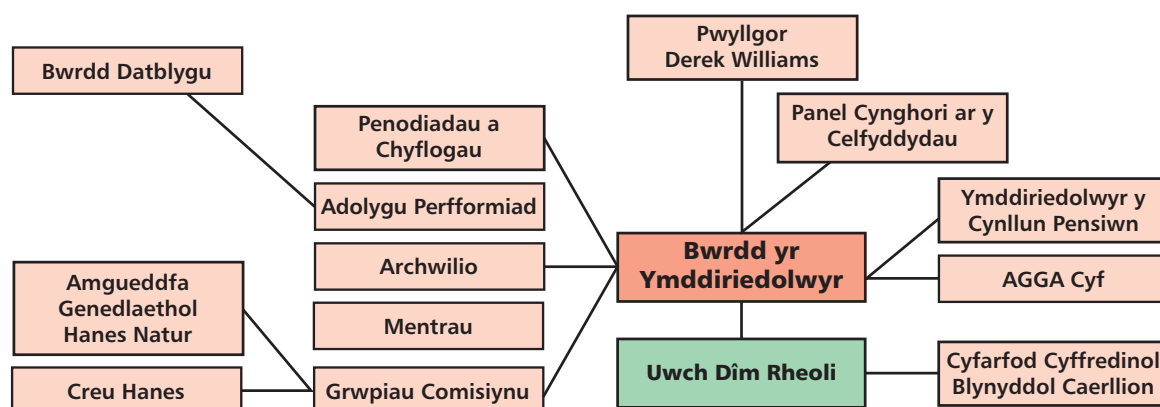 Pwyllgor
Derek Williams
Bwrdd Datblygu
Panel Cynghori ar y
Celfyddydau
Penodiadau a
Chyflogau
Adolygu Perfformiad
Ymddiriedolwyr y
Cynllun Pensiwn
Bwrdd yr
Ymddiriedolwyr
Archwilio
AGGA Cyf
Amgueddfa
Genedlaethol
Hanes Natur
Mentrau
Uwch Dîm Rheoli
Cyfarfod Cyffredinol
Blynyddol Caerllion
Creu Hanes
Grwpiau Comisiynu